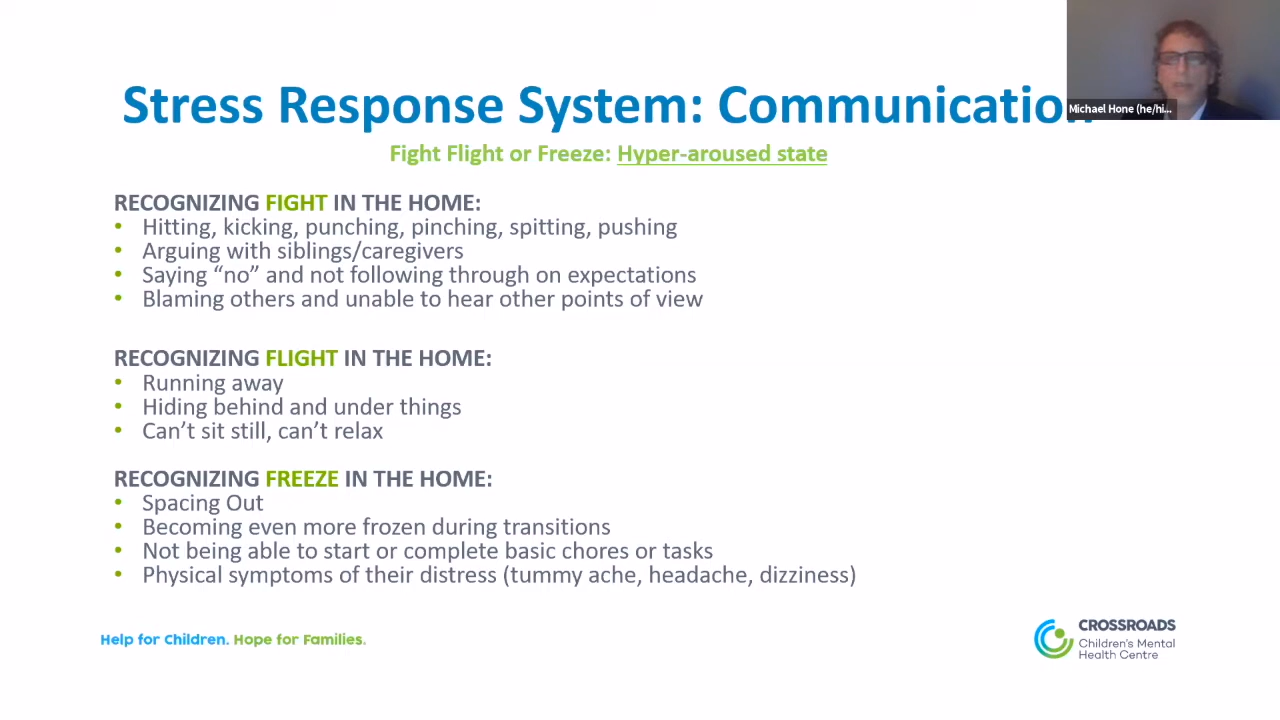 Stress Response System: Communication
Michael Hone (he/hi...
Fight Flight or Freeze: Hyper-aroused state
RECOGNIZING FIGHT IN THE HOME:
• Hitting, kicking, punching, pinching, spitting, pushing
• Arguing with siblings/caregivers
• Saying “no” and not following through on expectations
• Blaming others and unable to hear other points of view
RECOGNIZING FLIGHT IN THE HOME:
• Running away
• Hiding behind and under things
• Can’t sit still, can’t relax
RECOGNIZING FREEZE IN THE HOME:
• Spacing Out
• Becoming even more frozen during transitions
• Not being able to start or complete basic chores or tasks
• Physical symptoms of their distress (tummy ache, headache, dizziness)
Help for Children. Hope for Families.
CROSSROADS
Children’s Mental
Health Centre